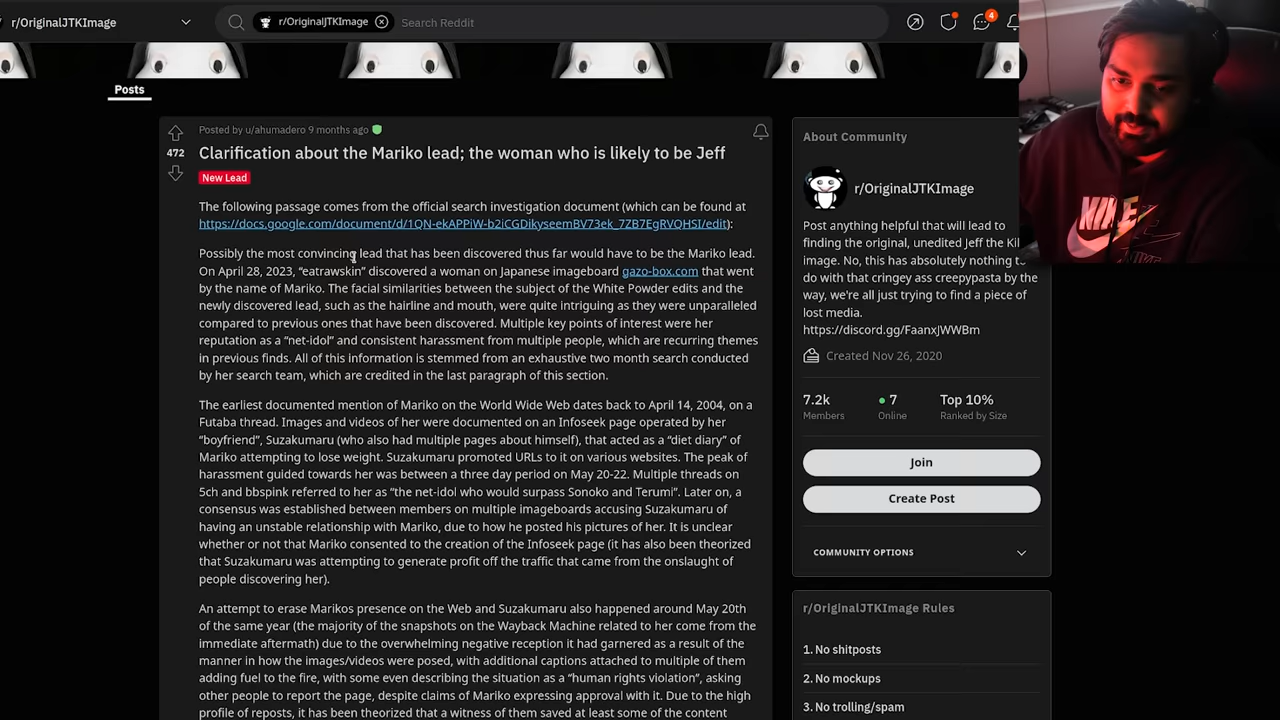 r/OriginalJTKImage
r/OriginalJTKImage
Search Reddit
4
Posts
Posted by u/ahumadero 9 months ago
472
Clarification about the Mariko lead; the woman who is likely to be Jeff
New Lead
The following passage comes from the official search investigation document (which can be found at
https://docs.google.com/document/d/1QN-ekAPPiW-b2iCGDikyseemBV73ek_7ZB7EgRVQHSI/edit):
Possibly the most convincing lead that has been discovered thus far would have to be the Mariko lead.
On April 28, 2023, “eatrawskin” discovered a woman on Japanese imageboard gazo-box.com that went
by the name of Mariko. The facial similarities between the subject of the White Powder edits and the
newly discovered lead, such as the hairline and mouth, were quite intriguing as they were unparalleled
compared to previous ones that have been discovered. Multiple key points of interest were her
reputation as a “net-idol” and consistent harassment from multiple people, which are recurring themes
in previous finds. All of this information is stemmed from an exhaustive two month search conducted
by her search team, which are credited in the last paragraph of this section.
The earliest documented mention of Mariko on the World Wide Web dates back to April 14, 2004, on a
Futaba thread. Images and videos of her were documented on an Infoseek page operated by her
“boyfriend”, Suzakumaru (who also had multiple pages about himself), that acted as a “diet diary” of
Mariko attempting to lose weight. Suzakumaru promoted URLs to it on various websites. The peak of
harassment guided towards her was between a three day period on May 20-22. Multiple threads on
5ch and bbspink referred to her as “the net-idol who would surpass Sonoko and Terumi”. Later on, a
consensus was established between members on multiple imageboards accusing Suzakumaru of
having an unstable relationship with Mariko, due to how he posted his pictures of her. It is unclear
whether or not that Mariko consented to the creation of the Infoseek page (it has also been theorized
that Suzakumaru was attempting to generate profit off the traffic that came from the onslaught of
people discovering her).
An attempt to erase Marikos presence on the Web and Suzakumaru also happened around May 20th
of the same year (the majority of the snapshots on the Wayback Machine related to her come from the
immediate aftermath) due to the overwhelming negative reception it had garnered as a result of the
manner in how the images/videos were posed, with additional captions attached to multiple of them
adding fuel to the fire, with some even describing the situation as a “human rights violation”, asking
other people to report the page, despite claims of Mariko expressing approval with it. Due to the high
profile of reposts, it has been theorized that a witness of them saved at least some of the content
About Community
r/OriginalJTKImage
Post anything helpful that will lead to
finding the original, unedited Jeff the Kil
image. No, this has absolutely nothing to
do with that cringey ass creepypasta by the
way, we're all just trying to find a piece of
lost media.
https://discord.gg/FaanxJWWBm
Created Nov 26, 2020
7.2k
Members
7
Online
Top 10%
Ranked by Size
Join
Create Post
COMMUNITY OPTIONS
r/OriginalJTKImage Rules
1. No shitposts
2. No mockups
3. No trolling/spam
NIKE